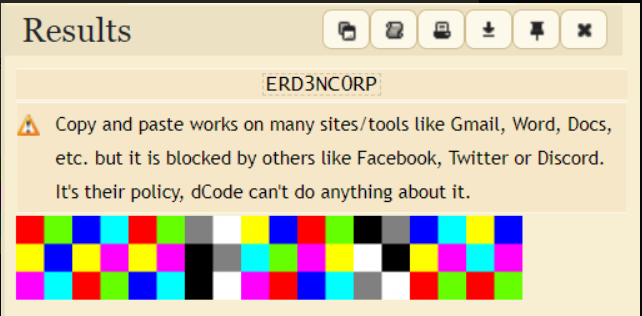 Results
ERD3NC0RP
Copy and paste works on many sites/tools like Gmail, Word, Docs,
etc. but it is blocked by others like Facebook, Twitter or Discord.
It's their policy, dCode can't do anything about it.